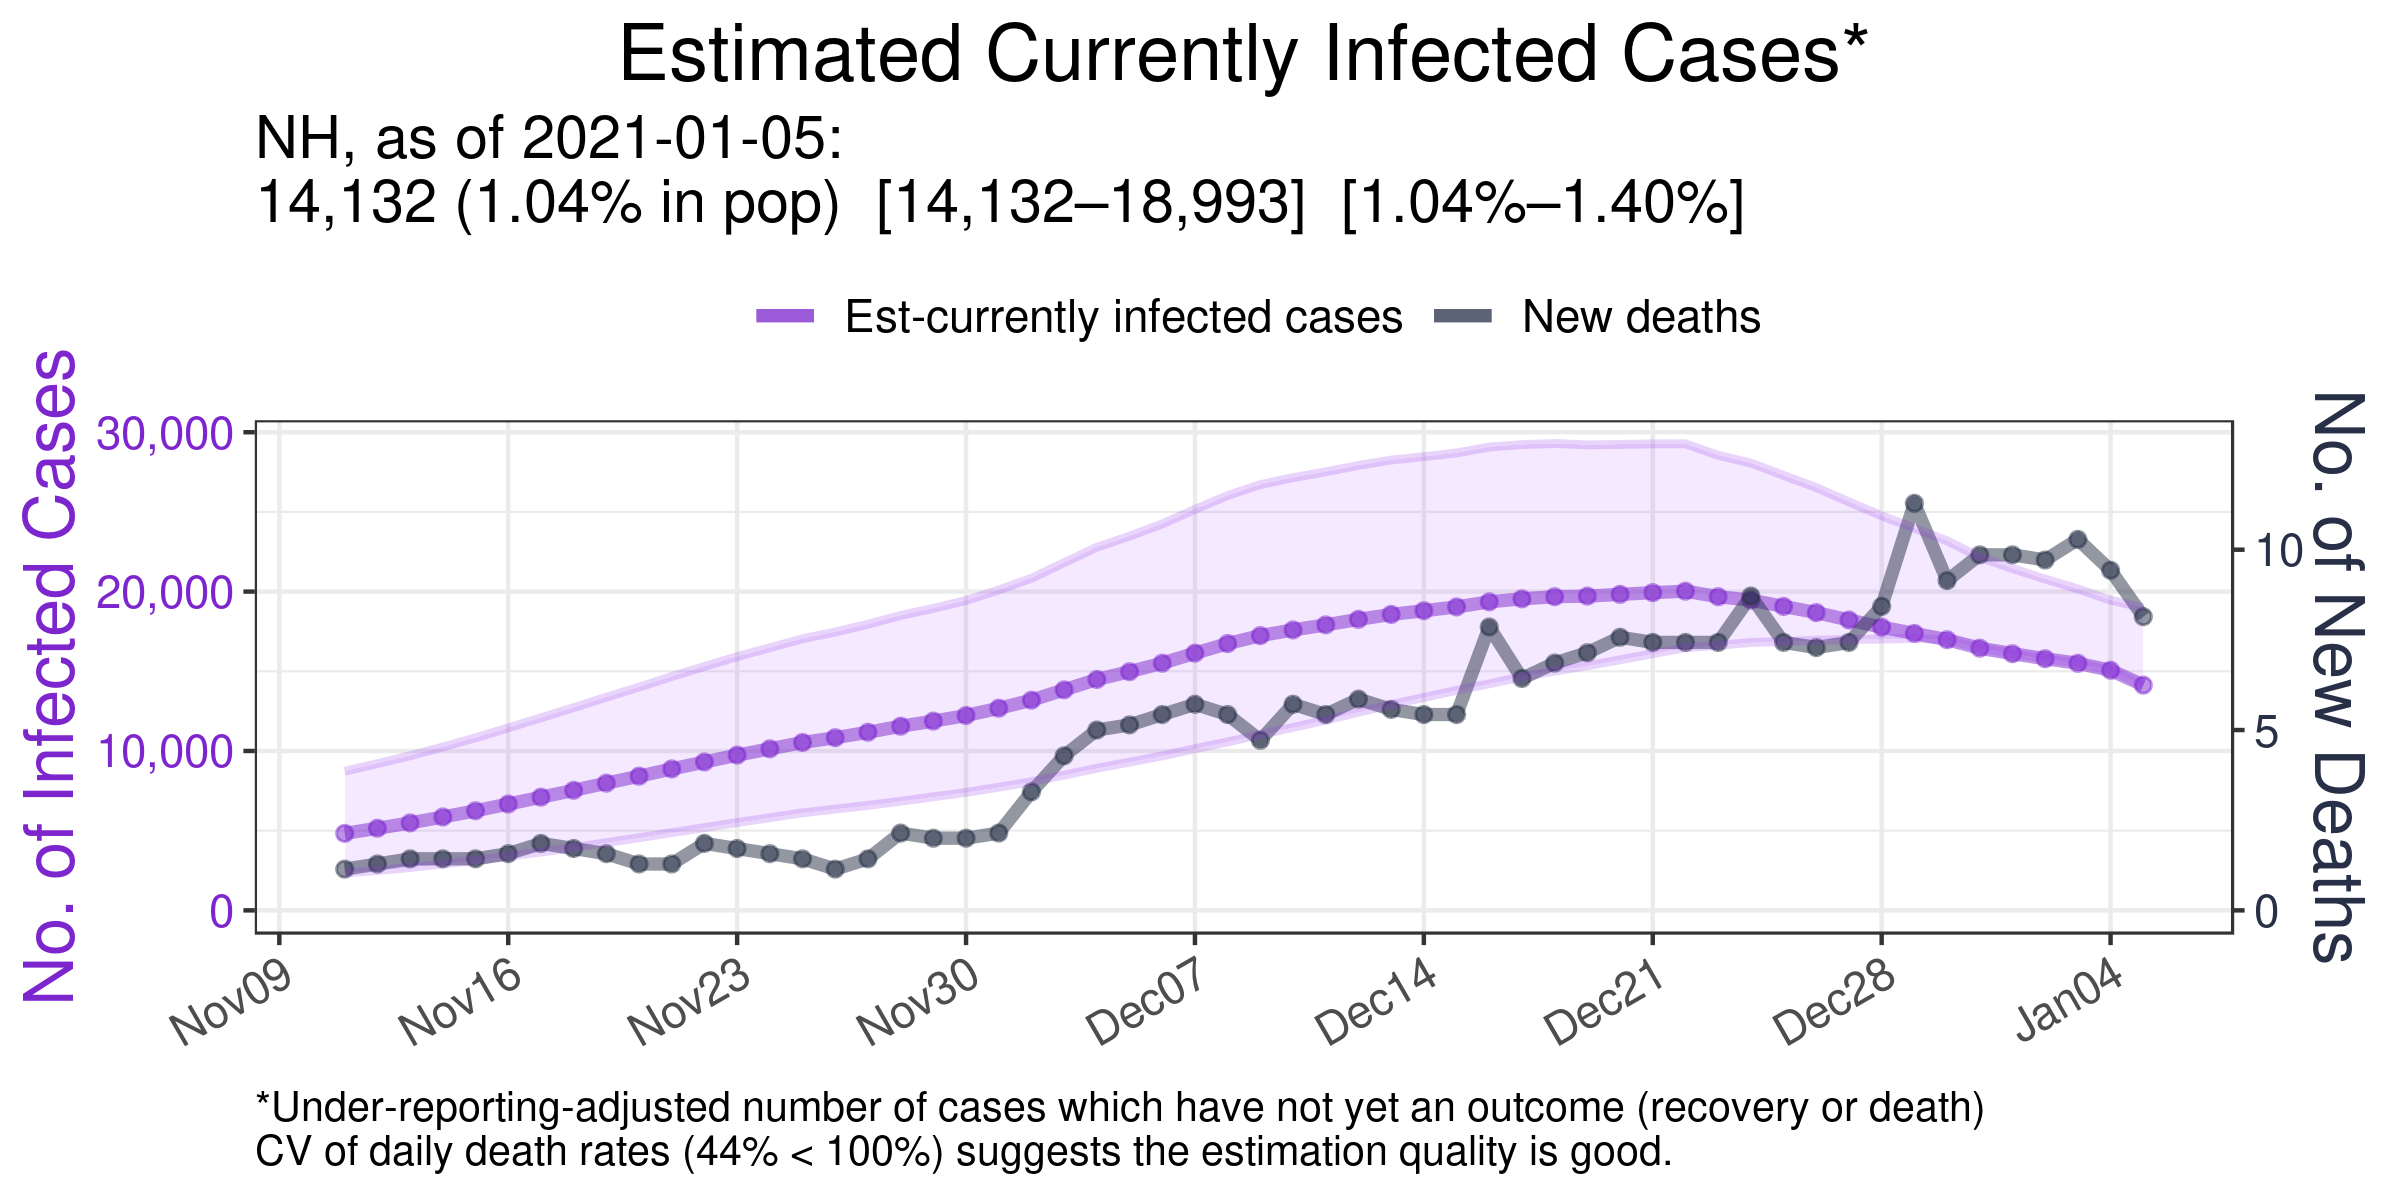 Estimated Currently Infected Cases*
NH, as of 2021-01-05:
14,132 (1.04% in pop)  [14,132–18,993]  [1.04%–1.40%]
Est-currently infected cases
New deaths
No. of Infected Cases
30,000
20,000
10,000
0
No. of New Deaths
10
5
0
Nov09
Nov16
Nov23
Nov30
Dec07
Dec14
Dec21
Dec28
Jan04
*Under-reporting-adjusted number of cases which have not yet an outcome (recovery or death)
CV of daily death rates (44% < 100%) suggests the estimation quality is good.